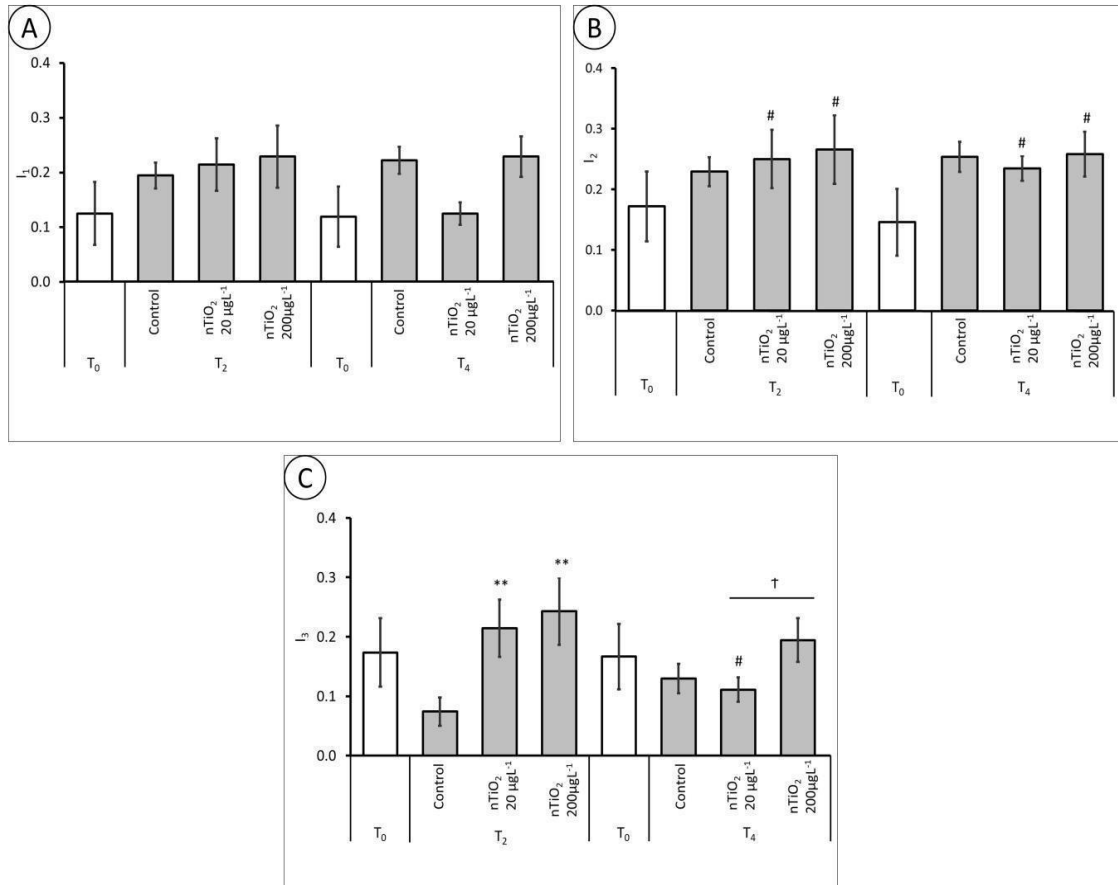 A
0.4
0.3
0.2
0.1
0.0
I₁
Control
nTiO₂
20 µgL⁻¹
nTiO₂
200µgL⁻¹
Control
nTiO₂
20 µgL⁻¹
nTiO₂
200µgL⁻¹
T₀
T₂
T₀
T₄
B
0.4
0.3
0.2
0.1
0.0
I₂
#
#
#
#
Control
nTiO₂
20 µgL⁻¹
nTiO₂
200µgL⁻¹
Control
nTiO₂
20 µgL⁻¹
nTiO₂
200µgL⁻¹
T₀
T₂
T₀
T₄
C
0.4
0.3
0.2
0.1
0.0
I₃
**
**
#
†
Control
nTiO₂
20 µgL⁻¹
nTiO₂
200µgL⁻¹
Control
nTiO₂
20 µgL⁻¹
nTiO₂
200µgL⁻¹
T₀
T₂
T₀
T₄